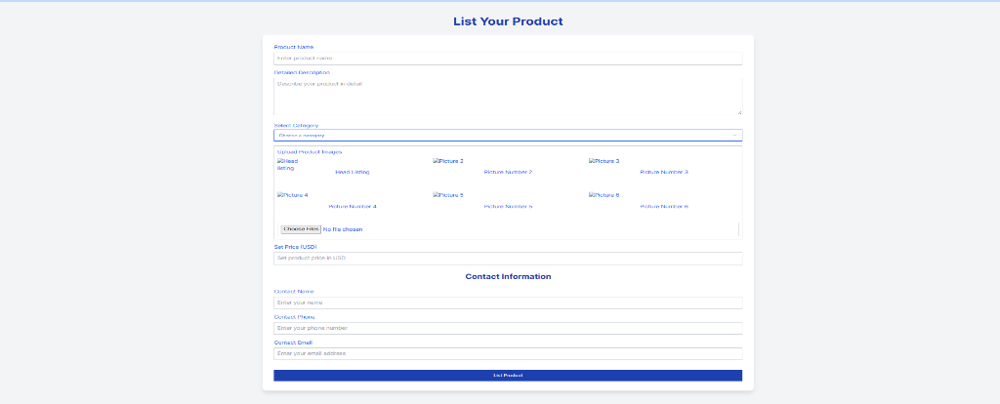 List Your Product
Product Name
Enter product name
Detailed Description
Describe your product in detail
Select Category
Choose a category
Upload Product Images
Head listing
Head Listing
Picture 2
Picture Number 2
Picture 3
Picture Number 3
Picture 4
Picture Number 4
Picture 5
Picture Number 5
Picture 6
Picture Number 6
Choose Files No file chosen
Set Price (USD)
Set product price in USD
Contact Information
Contact Name
Enter your name
Contact Phone
Enter your phone number
Contact Email
Enter your email address
List Product